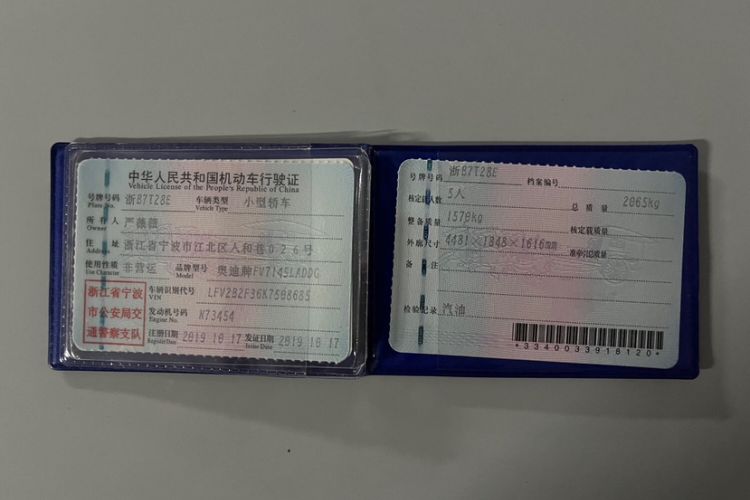 中华人民共和国机动车行驶证
Vehicle License of the People's Republic of China
号牌号码 浙B7T28E 车辆类型 小型轿车
Plate No. Vehicle Type
所有人 严薇薇
Owner
住址 浙江省宁波市江北区人和巷026号
Address
使用性质 非营运 品牌型号 奥迪牌FV7145LADDG
Use Character Model
浙江省宁波市公安局交通警察支队
车辆识别代号 LFV2B2F36K7588685
VIN
发动机号码 N73454
Engine No.
注册日期 2019 10 17 发证日期 2019 10 17
Register Date Issue Date
号牌号码 浙B7T28E 档案编号
核定载人数 5人 总质量 2065kg
整备质量 1570kg 核定载质量
外廓尺寸 4481×1848×1616 准牵引总质量
备注
检验记录 汽油
*3340033918120*